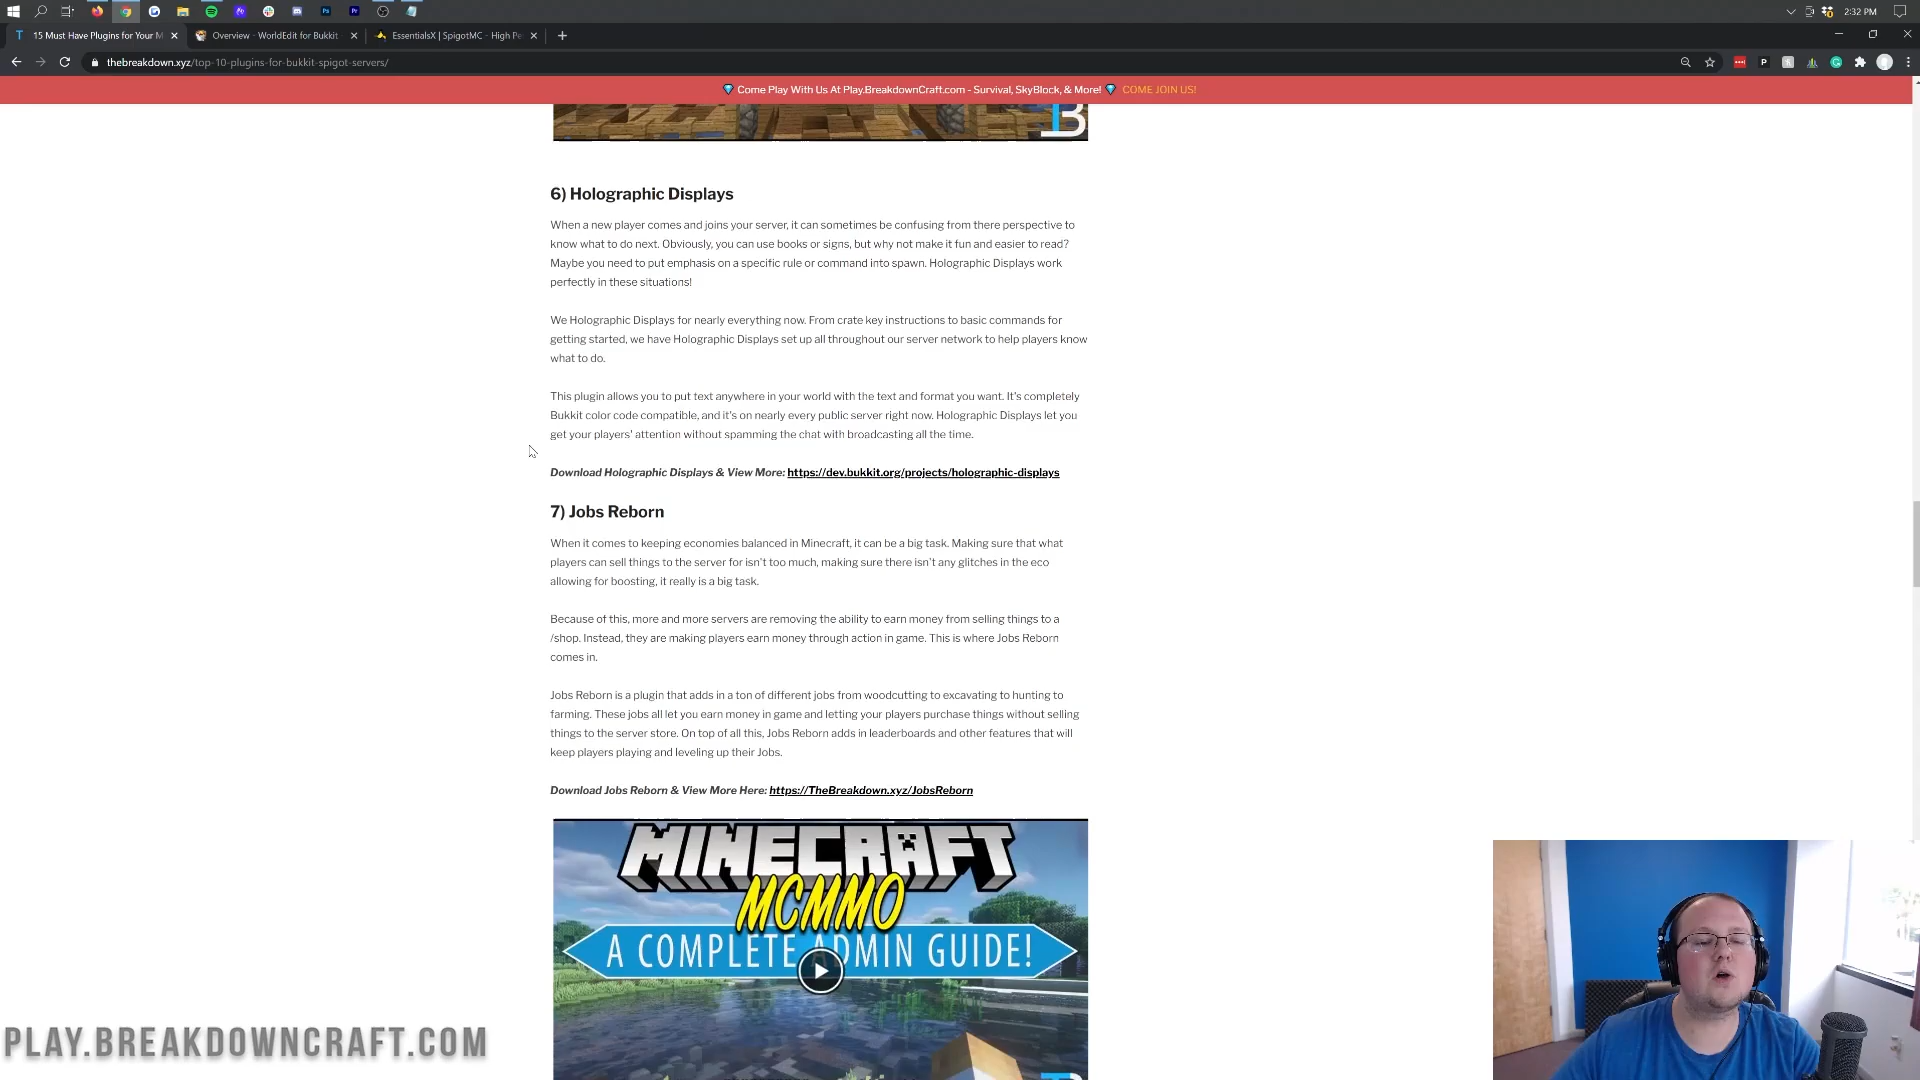 2:32 PM
15 Must Have Plugins for Your M
Overview - WorldEdit for Bukkit
EssentialsX | SpigotMC - High Pe
thebreakdown.xyz/top-10-plugins-for-bukkit-spigot-servers/
Come Play With Us At Play.BreakdownCraft.com - Survival, SkyBlock, & More! COME JOIN US!
6) Holographic Displays
When a new player comes and joins your server, it can sometimes be confusing from there perspective to
know what to do next. Obviously, you can use books or signs, but why not make it fun and easier to read?
Maybe you need to put emphasis on a specific rule or command into spawn. Holographic Displays work
perfectly in these situations!
We Holographic Displays for nearly everything now. From crate key instructions to basic commands for
getting started, we have Holographic Displays set up all throughout our server network to help players know
what to do.
This plugin allows you to put text anywhere in your world with the text and format you want. It's completely
Bukkit color code compatible, and it's on nearly every public server right now. Holographic Displays let you
get your players' attention without spamming the chat with broadcasting all the time.
Download Holographic Displays & View More: https://dev.bukkit.org/projects/holographic-displays
7) Jobs Reborn
When it comes to keeping economies balanced in Minecraft, it can be a big task. Making sure that what
players can sell things to the server for isn't too much, making sure there isn't any glitches in the eco
allowing for boosting, it really is a big task.
Because of this, more and more servers are removing the ability to earn money from selling things to a
/shop. Instead, they are making players earn money through action in game. This is where Jobs Reborn
comes in.
Jobs Reborn is a plugin that adds in a ton of different jobs from woodcutting to excavating to hunting to
farming. These jobs all let you earn money in game and letting your players purchase things without selling
things to the server store. On top of all this, Jobs Reborn adds in leaderboards and other features that will
keep players playing and leveling up their Jobs.
Download Jobs Reborn & View More Here: https://TheBreakdown.xyz/JobsReborn
MINECRAFT
MCMMO
A COMPLETE ADMIN GUIDE!
PLAY.BREAKDOWNCRAFT.COM